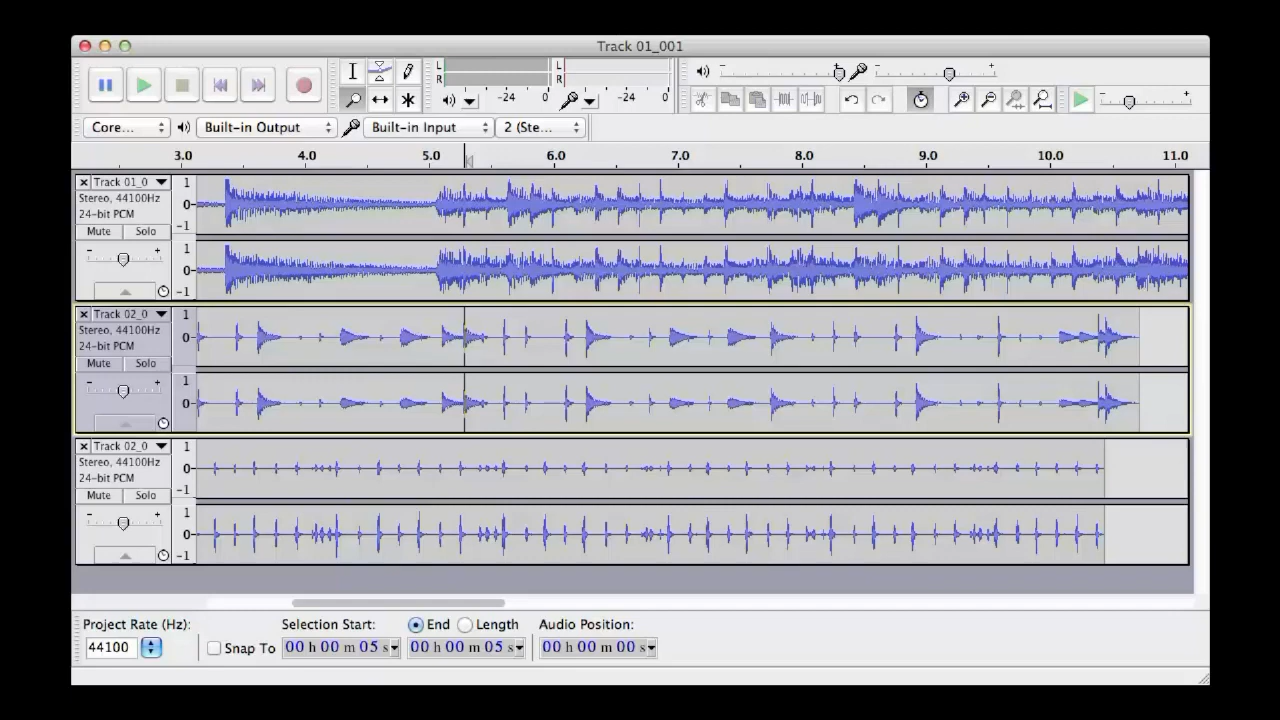 Track 01_001
L
R
-24 0
L
R
-24 0
Core... Built-in Output Built-in Input 2 (Ste...
3.0 4.0 5.0 6.0 7.0 8.0 9.0 10.0 11.0
Track 01_0
Stereo, 44100Hz
24-bit PCM
Mute Solo
- +
1
0-
-1
1
0-
-1
Track 02_0
Stereo, 44100Hz
24-bit PCM
Mute Solo
- +
1
0-
-1
1
0-
-1
Track 02_0
Stereo, 44100Hz
24-bit PCM
Mute Solo
- +
1
0-
-1
1
0-
-1
Project Rate (Hz): Selection Start: End Length Audio Position:
44100 Snap To 00 h 00 m 05 s 00 h 00 m 05 s 00 h 00 m 00 s